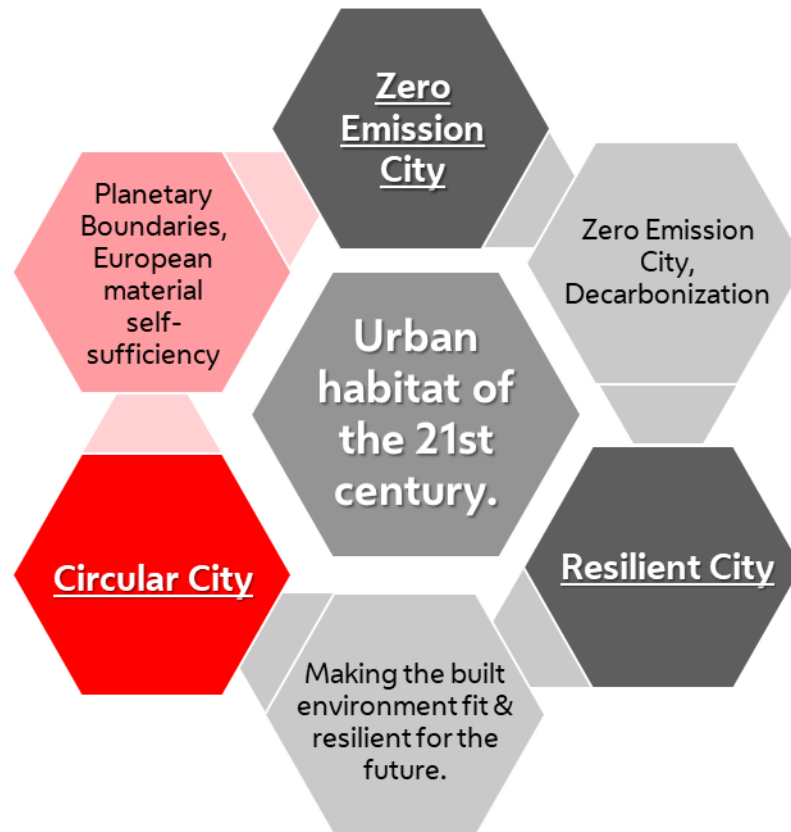 Zero
Emission
City
Planetary
Boundaries,
European
material
self-
sufficiency
Zero Emission
City,
Decarbonization
Urban
habitat of
the 21st
century.
Circular City
Resilient City
Making the built
environment fit &
resilient for the
future.